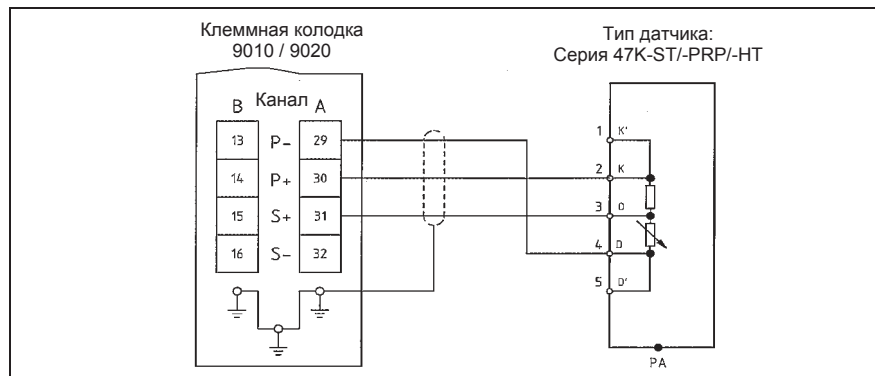 Клеммная колодка
9010 / 9020
Тип датчика:
Серия 47K-ST/-PRP/-HT
B Канал A
13 P- 29
14 P+ 30
15 S+ 31
16 S- 32
1 K'
2 K
3 O
4 D
5 D'
PA